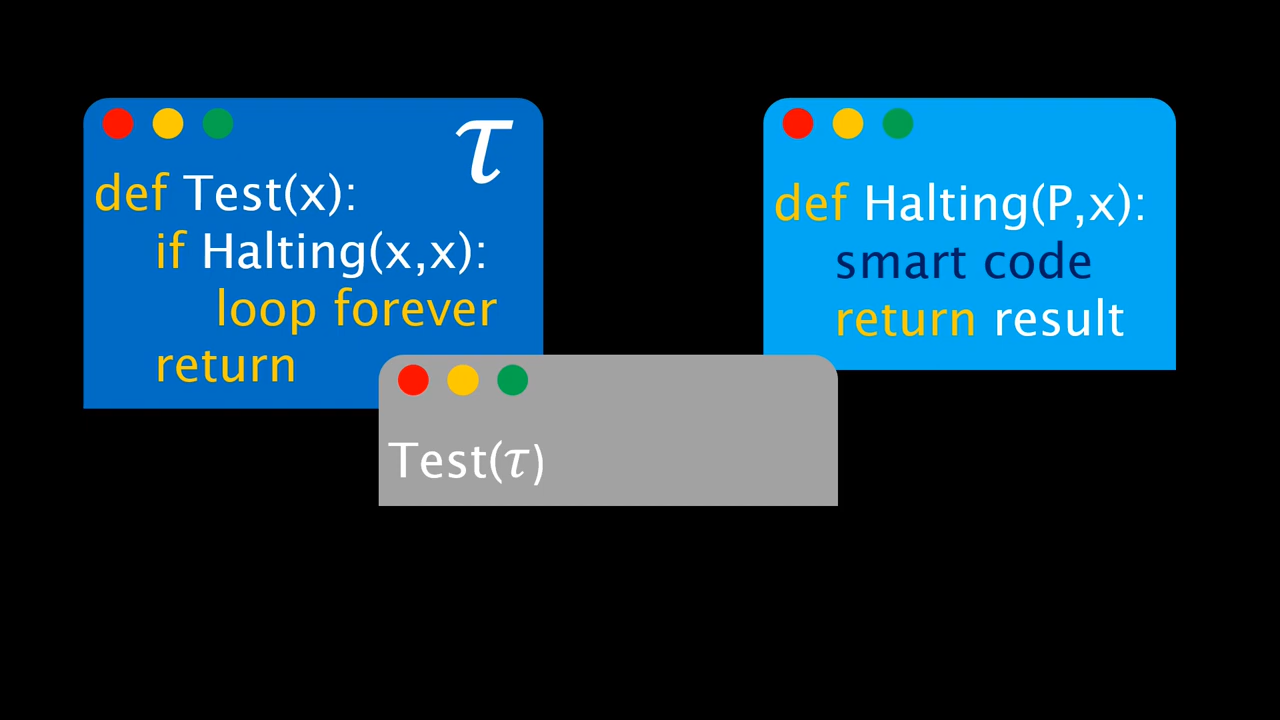 τ
def Test(x):
if Halting(x,x):
loop forever
return
def Halting(P,x):
smart code
return result
Test(τ)